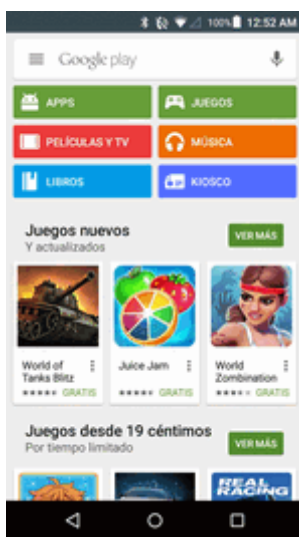 100% 12:52 AM
Google play
APPS
JUEGOS
PELÍCULAS Y TV
MÚSICA
LIBROS
KIOSCO
Juegos nuevos
VER MÁS
Y actualizados
World of
Tanks Blitz
GRATIS
Juice Jam
GRATIS
World
Zombination
GRATIS
Juegos desde 19 céntimos
VER MÁS
Por tiempo limitado
REAL
RACING